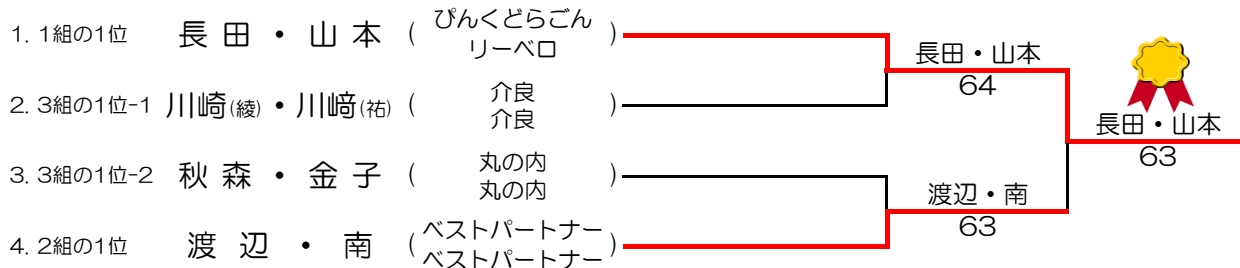 1. 1組の1位 長田・山本 ( ぴんくどらごん
リーベロ )
2. 3組の1位-1 川崎(綾)・川﨑(祐) ( 介良
介良 )
3. 3組の1位-2 秋森・金子 ( 丸の内
丸の内 )
4. 2組の1位 渡辺・南 ( ベストパートナー
ベストパートナー )
長田・山本
64
渡辺・南
63
長田・山本
63